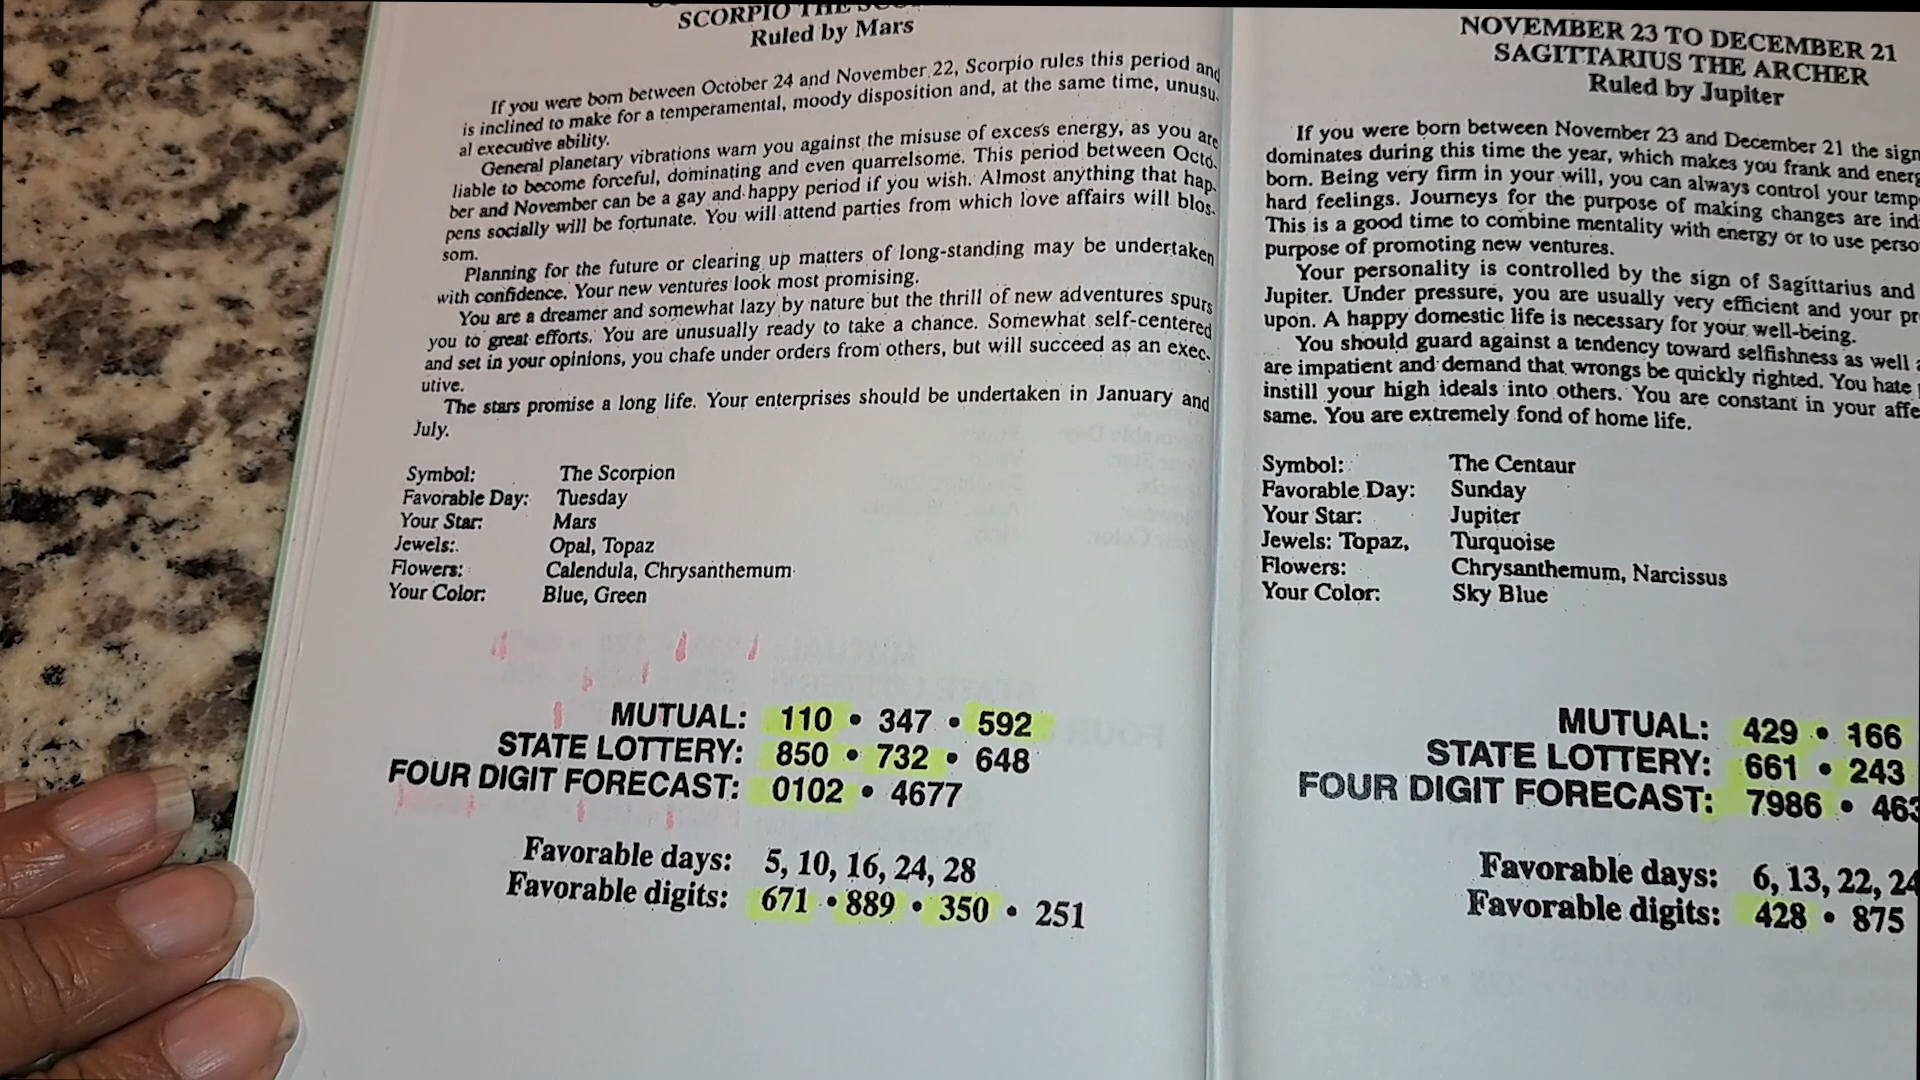 SCORPIO THE
Ruled by Mars
If you were born between October 24 and November 22, Scorpio rules this period and
is inclined to make for a temperamental, moody disposition and, at the same time, unusu-
al executive ability.
General planetary vibrations warn you against the misuse of excess energy, as you are
liable to become forceful, dominating and even quarrelsome. This period between Octo-
ber and November can be a gay and happy period if you wish. Almost anything that hap-
pens socially will be fortunate. You will attend parties from which love affairs will blos-
som.
Planning for the future or clearing up matters of long-standing may be undertaken
with confidence. Your new ventures look most promising.
You are a dreamer and somewhat lazy by nature but the thrill of new adventures spurs
you to great efforts. You are unusually ready to take a chance. Somewhat self-centered
and set in your opinions, you chafe under orders from others, but will succeed as an exec-
utive.
The stars promise a long life. Your enterprises should be undertaken in January and
July.
Symbol: The Scorpion
Favorable Day: Tuesday
Your Star: Mars
Jewels: Opal, Topaz
Flowers: Calendula, Chrysanthemum
Your Color: Blue, Green
MUTUAL: 110 • 347 • 592
STATE LOTTERY: 850 • 732 • 648
FOUR DIGIT FORECAST: 0102 • 4677
Favorable days: 5, 10, 16, 24, 28
Favorable digits: 671 • 889 • 350 • 251
NOVEMBER 23 TO DECEMBER 21
SAGITTARIUS THE ARCHER
Ruled by Jupiter
If you were born between November 23 and December 21 the sign
dominates during this time the year, which makes you frank and energ
born. Being very firm in your will, you can always control your temp
hard feelings. Journeys for the purpose of making changes are ind
This is a good time to combine mentality with energy or to use perso
purpose of promoting new ventures.
Your personality is controlled by the sign of Sagittarius and
Jupiter. Under pressure, you are usually very efficient and your pr
upon. A happy domestic life is necessary for your well-being.
You should guard against a tendency toward selfishness as well a
are impatient and demand that wrongs be quickly righted. You hate
instill your high ideals into others. You are constant in your affe
same. You are extremely fond of home life.
Symbol: The Centaur
Favorable Day: Sunday
Your Star: Jupiter
Jewels: Topaz, Turquoise
Flowers: Chrysanthemum, Narcissus
Your Color: Sky Blue
MUTUAL: 429 • 166
STATE LOTTERY: 661 • 243
FOUR DIGIT FORECAST: 7986 • 463
Favorable days: 6, 13, 22, 24
Favorable digits: 428 • 875